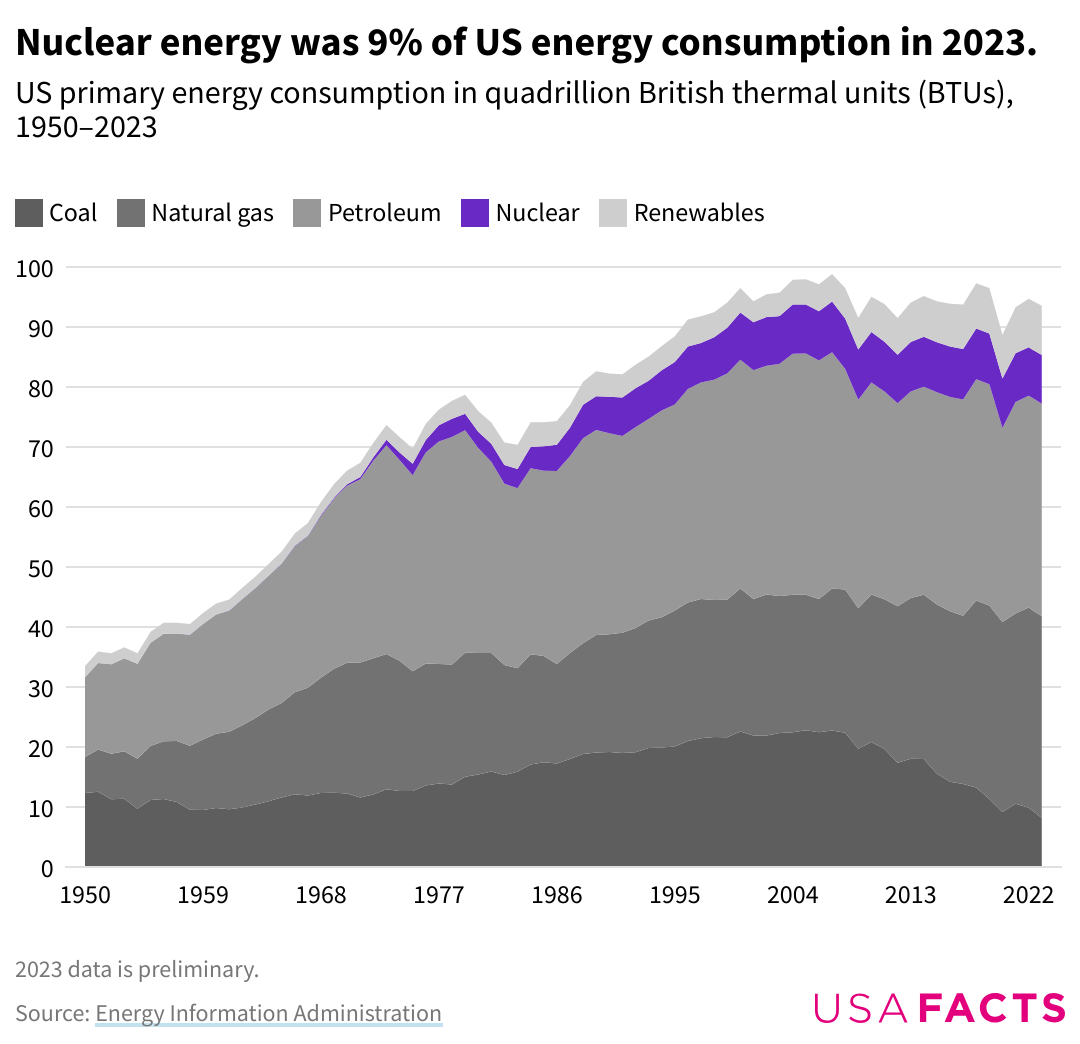 Nuclear energy was 9% of US energy consumption in 2023.
US primary energy consumption in quadrillion British thermal units (BTUs),
1950–2023
Coal Natural gas Petroleum Nuclear Renewables
100
90
80
70
60
50
40
30
20
10
0
1950 1959 1968 1977 1986 1995 2004 2013 2022
2023 data is preliminary.
Source: Energy Information Administration
USAFACTS